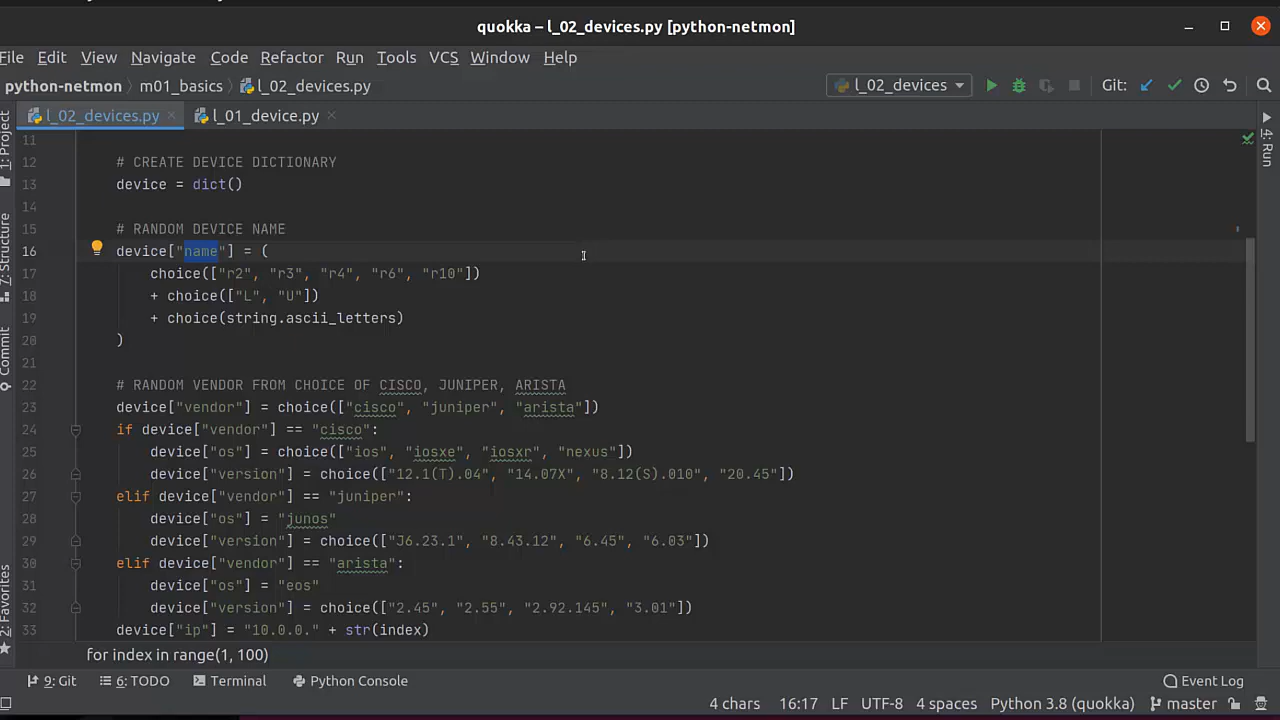 quokka – l_02_devices.py [python-netmon]
File Edit View Navigate Code Refactor Run Tools VCS Window Help
python-netmon m01_basics l_02_devices.py l_02_devices Git:
l_02_devices.py l_01_device.py
1: Project
7: Structure
Commit
2: Favorites
4: Run
11
12 # CREATE DEVICE DICTIONARY
13 device = dict()
14
15 # RANDOM DEVICE NAME
16 device["name"] = (
17 choice(["r2", "r3", "r4", "r6", "r10"])
18 + choice(["L", "U"])
19 + choice(string.ascii_letters)
20 )
21
22 # RANDOM VENDOR FROM CHOICE OF CISCO, JUNIPER, ARISTA
23 device["vendor"] = choice(["cisco", "juniper", "arista"])
24 if device["vendor"] == "cisco":
25 device["os"] = choice(["ios", "iosxe", "iosxr", "nexus"])
26 device["version"] = choice(["12.1(T).04", "14.07X", "8.12(S).010", "20.45"])
27 elif device["vendor"] == "juniper":
28 device["os"] = "junos"
29 device["version"] = choice(["J6.23.1", "8.43.12", "6.45", "6.03"])
30 elif device["vendor"] == "arista":
31 device["os"] = "eos"
32 device["version"] = choice(["2.45", "2.55", "2.92.145", "3.01"])
33 device["ip"] = "10.0.0." + str(index)
for index in range(1, 100)
9: Git 6: TODO Terminal Python Console Event Log
4 chars 16:17 LF UTF-8 4 spaces Python 3.8 (quokka) master